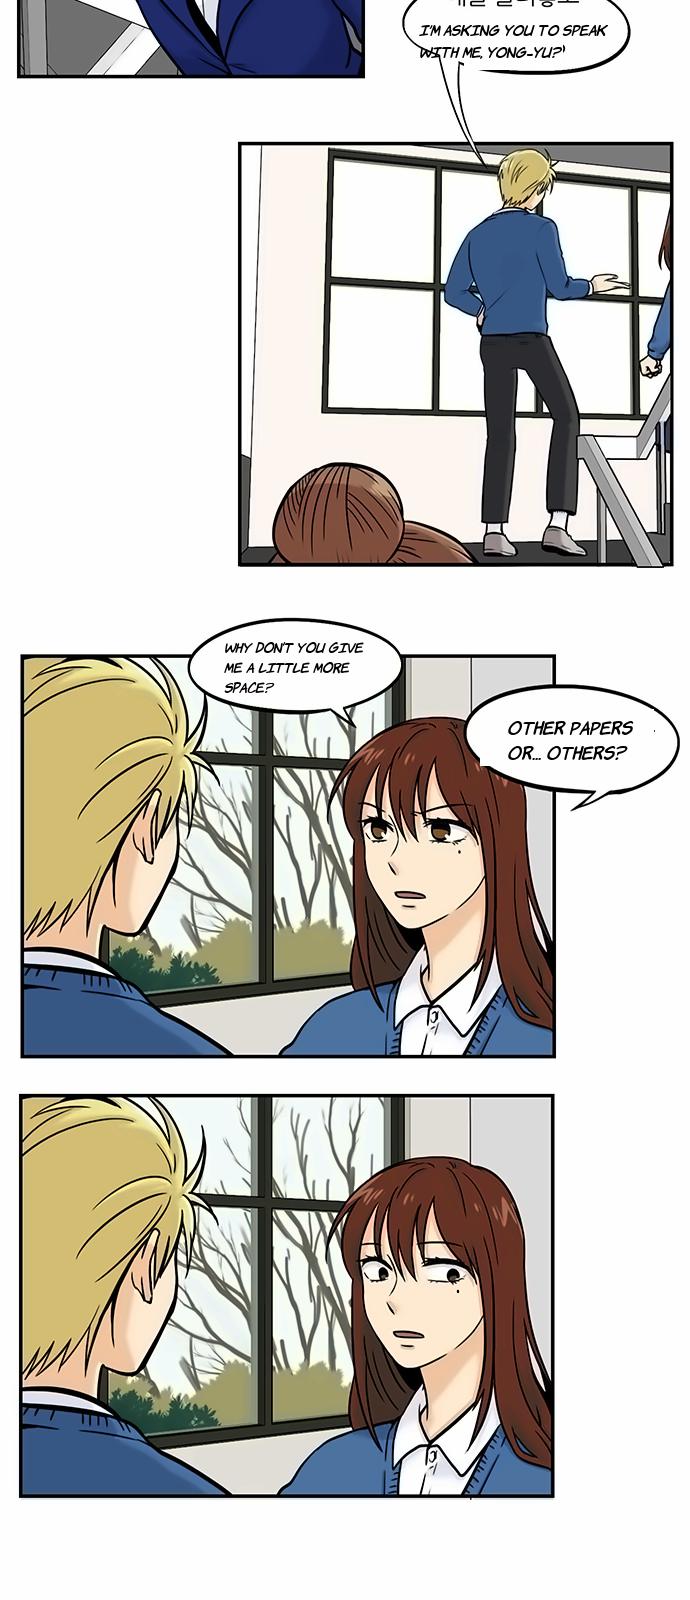 I'M ASKING YOU TO SPEAK
WITH ME, YONG-YU?'
WHY DON'T YOU GIVE
ME A LITTLE MORE
SPACE?
OTHER PAPERS
OR... OTHERS?